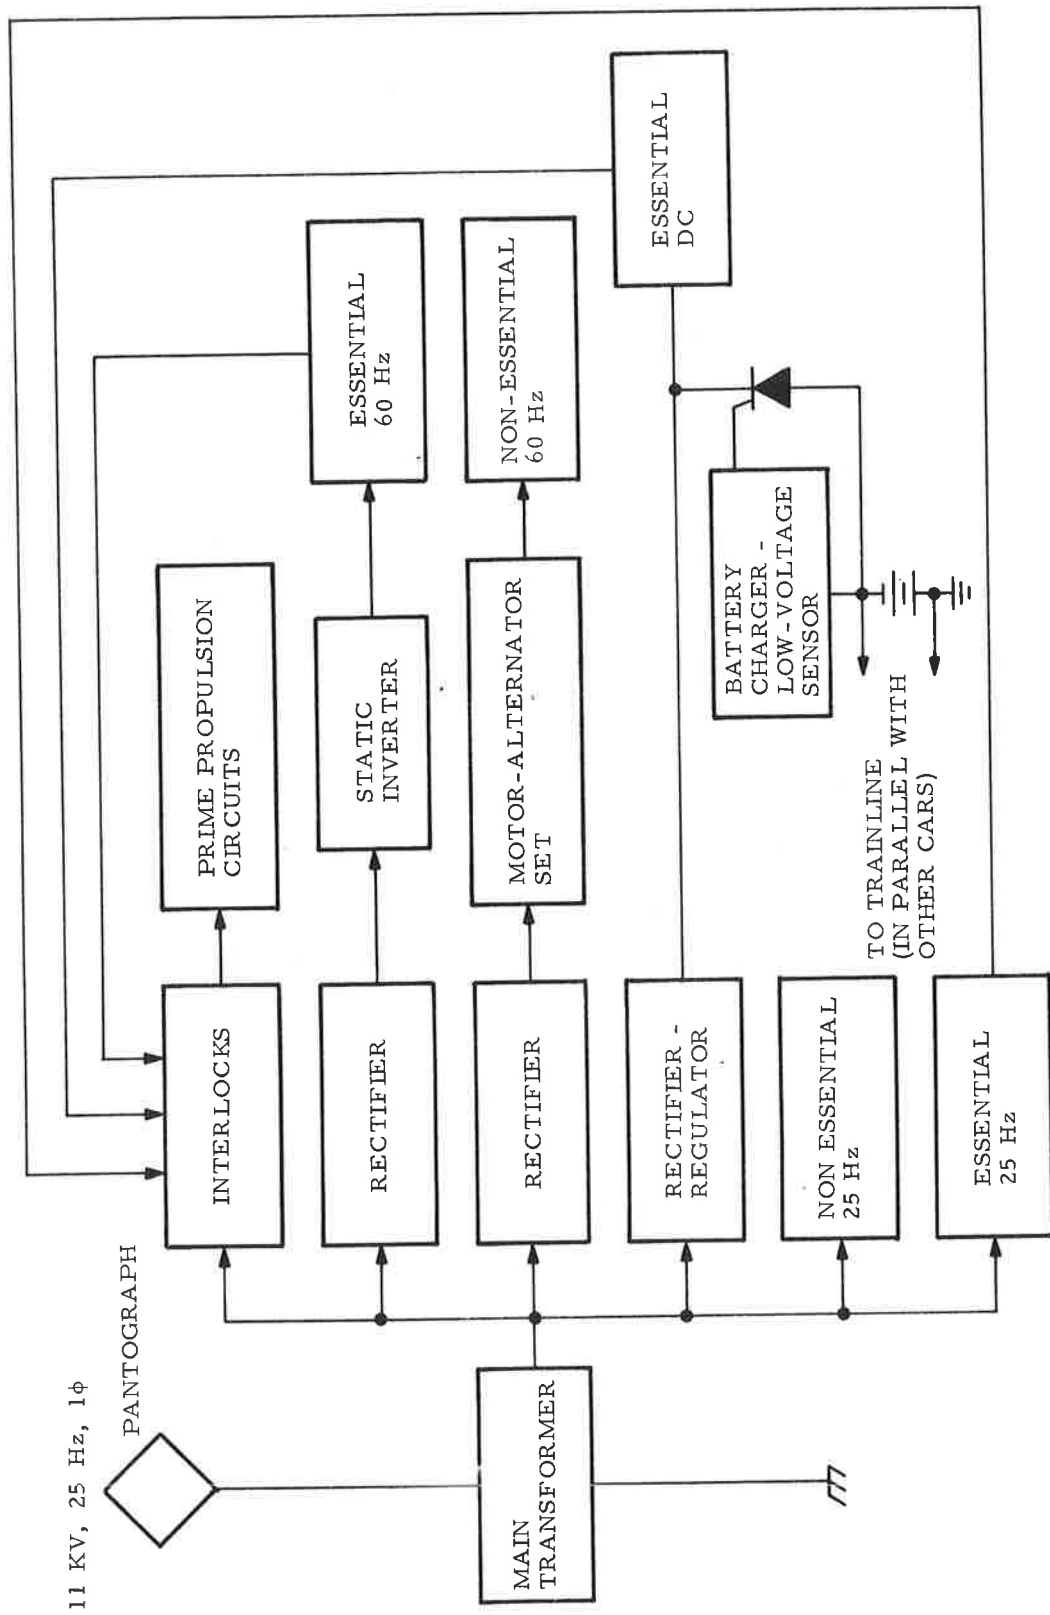 11 KV, 25 Hz, 1ϕ
PANTOGRAPH
MAIN
TRANSFORMER
INTERLOCKS
PRIME PROPULSION
CIRCUITS
RECTIFIER
STATIC
INVERTER
ESSENTIAL
60 Hz
RECTIFIER
MOTOR-ALTERNATOR
SET
NON-ESSENTIAL
60 Hz
RECTIFIER -
REGULATOR
ESSENTIAL
DC
BATTERY
CHARGER -
LOW-VOLTAGE
SENSOR
NON ESSENTIAL
25 Hz
TO TRAINLINE
(IN PARALLEL WITH
OTHER CARS)
ESSENTIAL
25 Hz